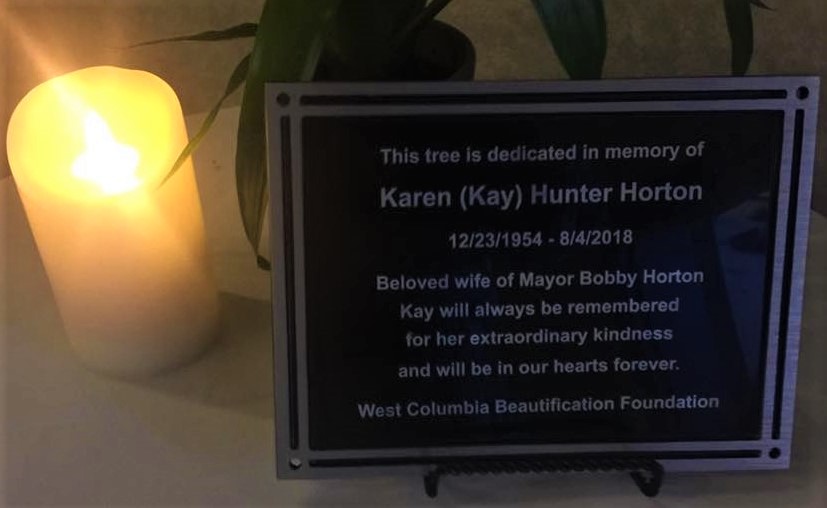 This tree is dedicated in memory of
Karen (Kay) Hunter Horton
12/23/1954 - 8/4/2018
Beloved wife of Mayor Bobby Horton
Kay will always be remembered
for her extraordinary kindness
and will be in our hearts forever.
West Columbia Beautification Foundation